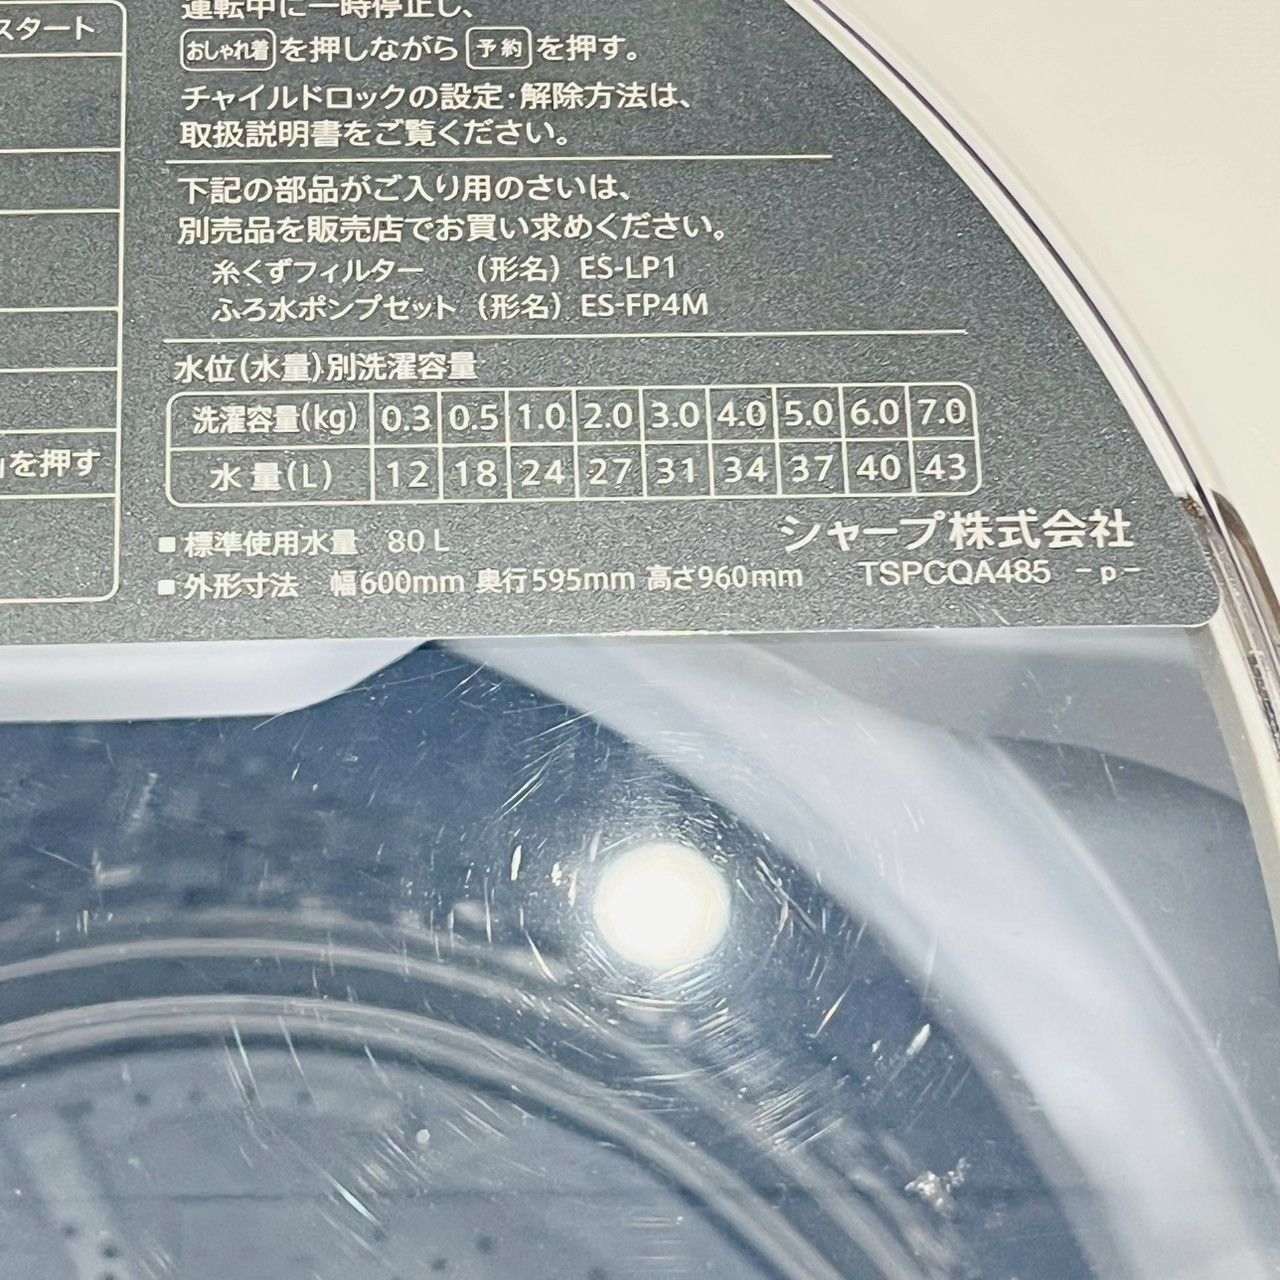 スタート
運転中に一時停止し、
おしゃれ着 を押しながら 予約 を押す。
チャイルドロックの設定・解除方法は、
取扱説明書をご覧ください。
下記の部品がご入り用のさいは、
別売品を販売店でお買い求めください。
糸くずフィルター （形名） ES-LP1
ふろ水ポンプセット （形名） ES-FP4M
水位(水量)別洗濯容量
洗濯容量(kg) 0.3 0.5 1.0 2.0 3.0 4.0 5.0 6.0 7.0
水量(L) 12 18 24 27 31 34 37 40 43
を押す
■標準使用水量 80L
■外形寸法 幅600mm 奥行595mm 高さ960mm
シャープ株式会社
TSPCQA485 -p-